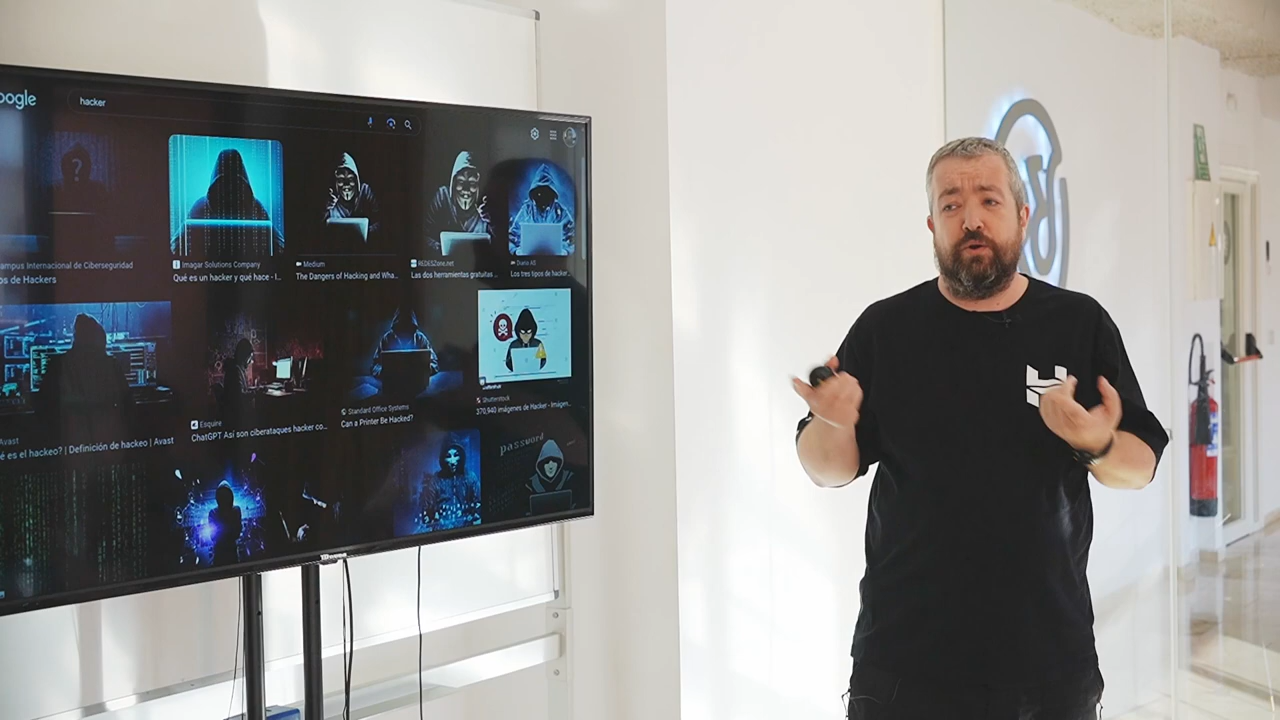 oogle
hacker
ampus Internacional de Ciberseguridad
os de Hackers
Imagar Solutions Company
Qué es un hacker y qué hace - I...
Medium
The Dangers of Hacking and Wha...
REDESZone.net
Las dos herramientas gratuitas ...
Diario AS
Los tres tipos de hacker...
Avast
é es el hackeo? | Definición de hackeo | Avast
Esquire
ChatGPT Así son ciberataques hacker co...
Standard Office Systems
Can a Printer Be Hacked?
Shutterstock
370,940 imágenes de Hacker - Imágen...
password